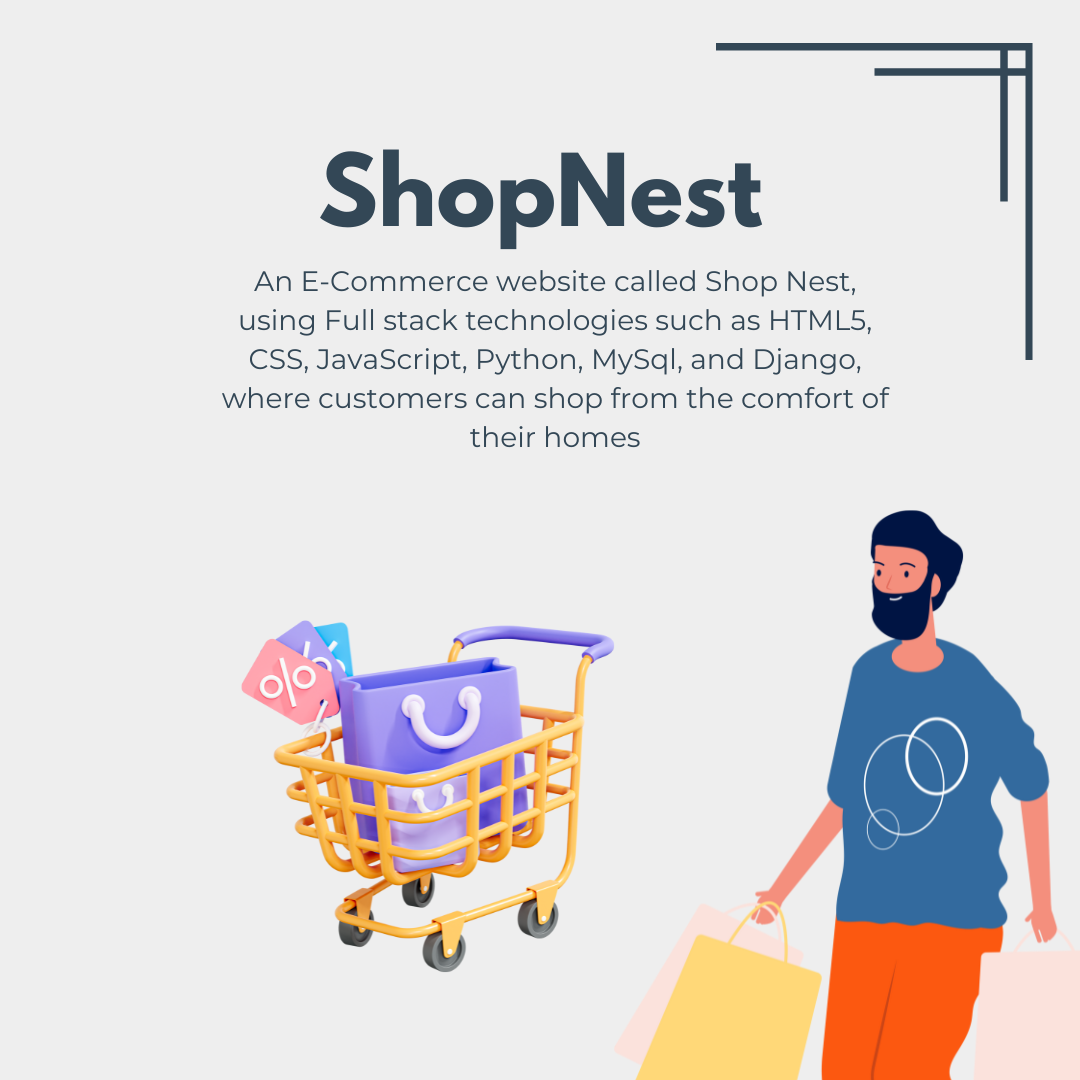 ShopNest
An E-Commerce website called Shop Nest,
using Full stack technologies such as HTML5,
CSS, JavaScript, Python, MySql, and Django,
where customers can shop from the comfort of
their homes
%
%